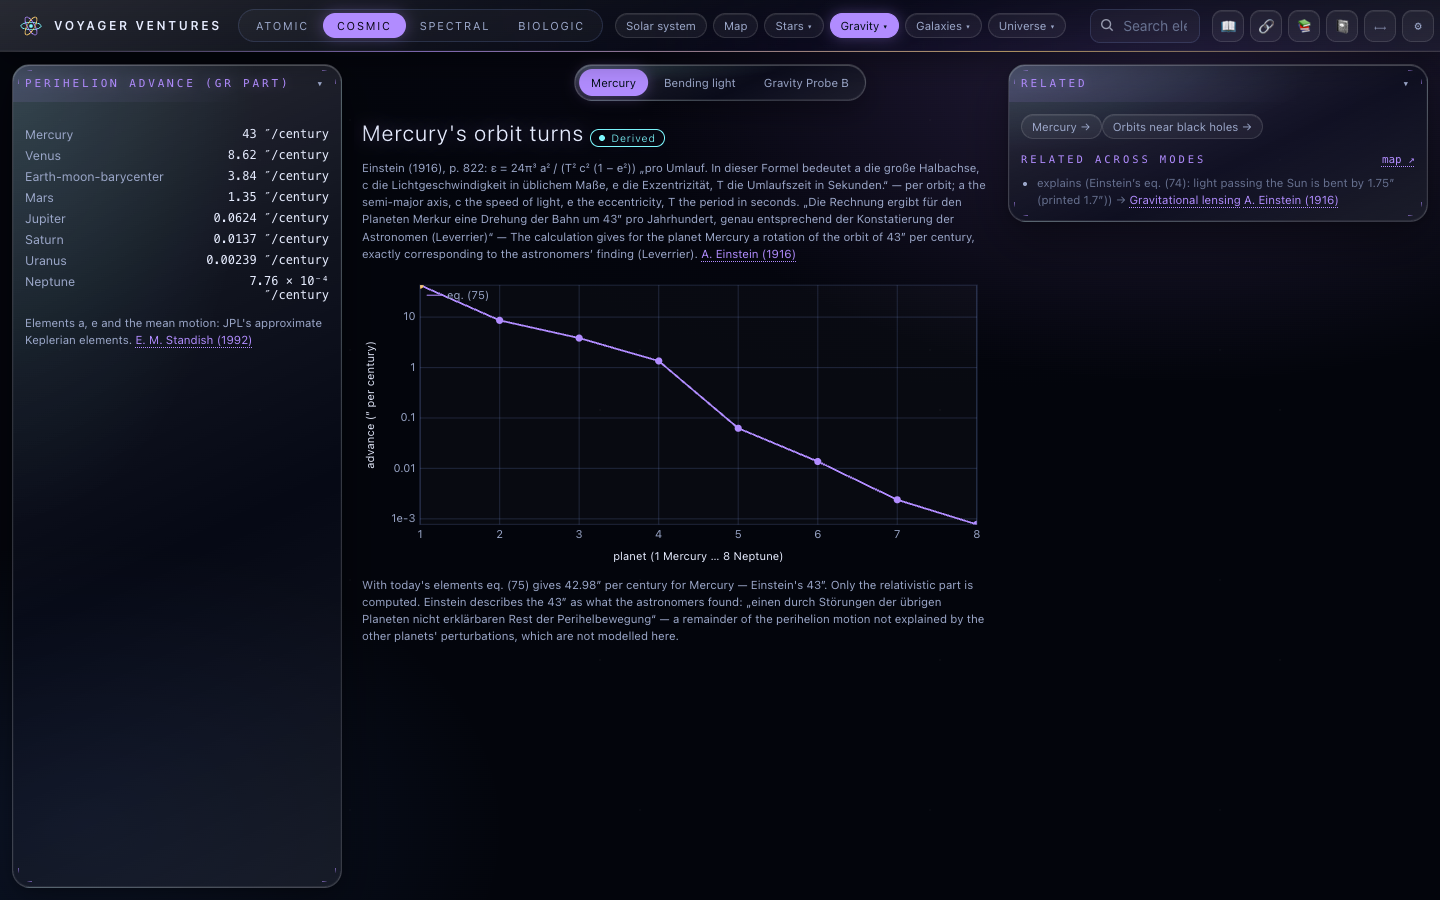 VOYAGER VENTURES
ATOMIC COSMIC SPECTRAL BIOLOGIC
Solar system Map Stars ▾ Gravity ▾ Galaxies ▾ Universe ▾
PERIHELION ADVANCE (GR PART) ▾
Mercury 43 ″/century
Venus 8.62 ″/century
Earth-moon-barycenter 3.84 ″/century
Mars 1.35 ″/century
Jupiter 0.0624 ″/century
Saturn 0.0137 ″/century
Uranus 0.00239 ″/century
Neptune 7.76 × 10⁻⁴
″/century
Elements a, e and the mean motion: JPL's approximate
Keplerian elements. E. M. Standish (1992)
Mercury Bending light Gravity Probe B
Mercury's orbit turns Derived
Einstein (1916), p. 822: ε = 24π³ a² / (T² c² (1 − e²)) „pro Umlauf. In dieser Formel bedeutet a die große Halbachse,
c die Lichtgeschwindigkeit in üblichem Maße, e die Exzentrizität, T die Umlaufszeit in Sekunden.“ — per orbit; a the
semi-major axis, c the speed of light, e the eccentricity, T the period in seconds. „Die Rechnung ergibt für den
Planeten Merkur eine Drehung der Bahn um 43″ pro Jahrhundert, genau entsprechend der Konstatierung der
Astronomen (Leverrier)“ — The calculation gives for the planet Mercury a rotation of the orbit of 43″ per century,
exactly corresponding to the astronomers' finding (Leverrier). A. Einstein (1916)
eq. (75)
advance (″ per century)
10
1
0.1
0.01
1e-3
1 2 3 4 5 6 7 8
planet (1 Mercury … 8 Neptune)
With today's elements eq. (75) gives 42.98″ per century for Mercury — Einstein's 43″. Only the relativistic part is
computed. Einstein describes the 43″ as what the astronomers found: „einen durch Störungen der übrigen
Planeten nicht erklärbaren Rest der Perihelbewegung“ — a remainder of the perihelion motion not explained by the
other planets' perturbations, which are not modelled here.
RELATED ▾
Mercury → Orbits near black holes →
RELATED ACROSS MODES map ↗
• explains (Einstein's eq. (74): light passing the Sun is bent by 1.75″
(printed 1.7″)) → Gravitational lensing A. Einstein (1916)